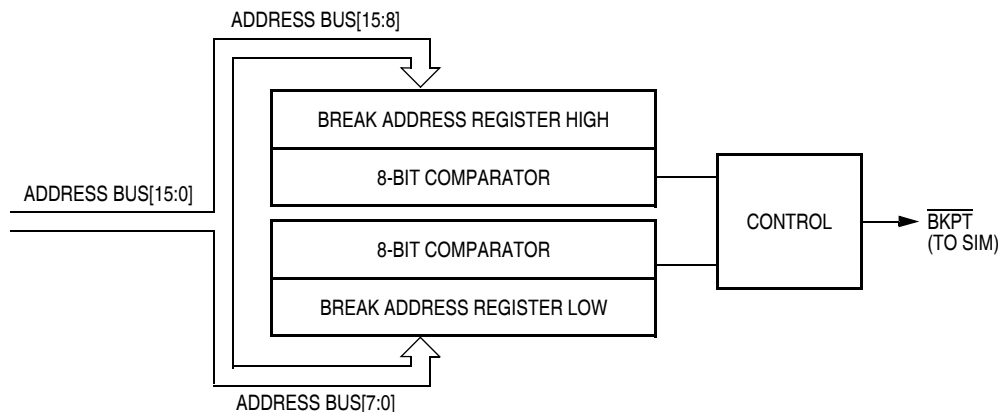 ADDRESS BUS[15:8]
BREAK ADDRESS REGISTER HIGH
8-BIT COMPARATOR
ADDRESS BUS[15:0]
CONTROL
BKPT
(TO SIM)
8-BIT COMPARATOR
BREAK ADDRESS REGISTER LOW
ADDRESS BUS[7:0]